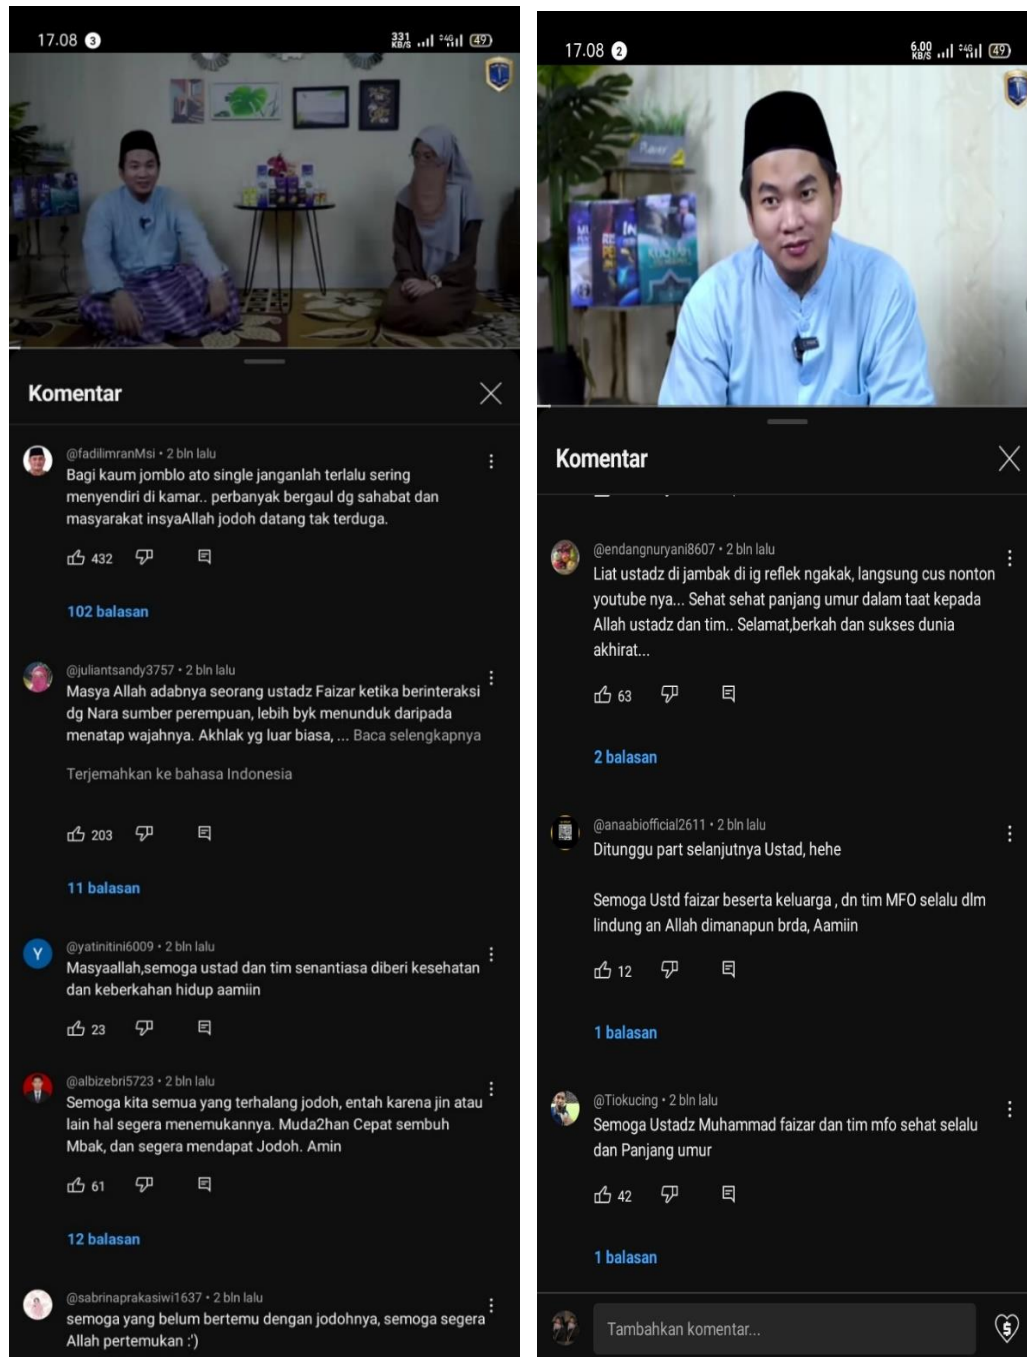 17.08 3
331 KB/S 4G 49
Komentar
@fadilimranMsi • 2 bln lalu
Bagi kaum jomblo ato single janganlah terlalu sering
menyendiri di kamar.. perbanyak bergaul dg sahabat dan
masyarakat insyaAllah jodoh datang tak terduga.
432
102 balasan
@juliantsandy3757 • 2 bln lalu
Masya Allah adabnya seorang ustadz Faizar ketika berinteraksi
dg Nara sumber perempuan, lebih byk menunduk daripada
menatap wajahnya. Akhlak yg luar biasa, ... Baca selengkapnya
Terjemahkan ke bahasa Indonesia
203
11 balasan
Y
@yatinitini6009 • 2 bln lalu
Masyaallah,semoga ustad dan tim senantiasa diberi kesehatan
dan keberkahan hidup aamiin
23
@albizebri5723 • 2 bln lalu
Semoga kita semua yang terhalang jodoh, entah karena jin atau
lain hal segera menemukannya. Muda2han Cepat sembuh
Mbak, dan segera mendapat Jodoh. Amin
61
12 balasan
@sabrinaprakasiwi1637 • 2 bln lalu
semoga yang belum bertemu dengan jodohnya, semoga segera
Allah pertemukan :')
17.08 2
6.00 KB/S 4G 49
Komentar
@endangnuryani8607 • 2 bln lalu
Liat ustadz di jambak di ig reflek ngakak, langsung cus nonton
youtube nya... Sehat sehat panjang umur dalam taat kepada
Allah ustadz dan tim.. Selamat,berkah dan sukses dunia
akhirat...
63
2 balasan
@anaabiofficial2611 • 2 bln lalu
Ditunggu part selanjutnya Ustad, hehe
Semoga Ustd faizar beserta keluarga , dn tim MFO selalu dlm
lindung an Allah dimanapun brda, Aamiin
12
1 balasan
@Tiokucing • 2 bln lalu
Semoga Ustadz Muhammad faizar dan tim mfo sehat selalu
dan Panjang umur
42
1 balasan
Tambahkan komentar...